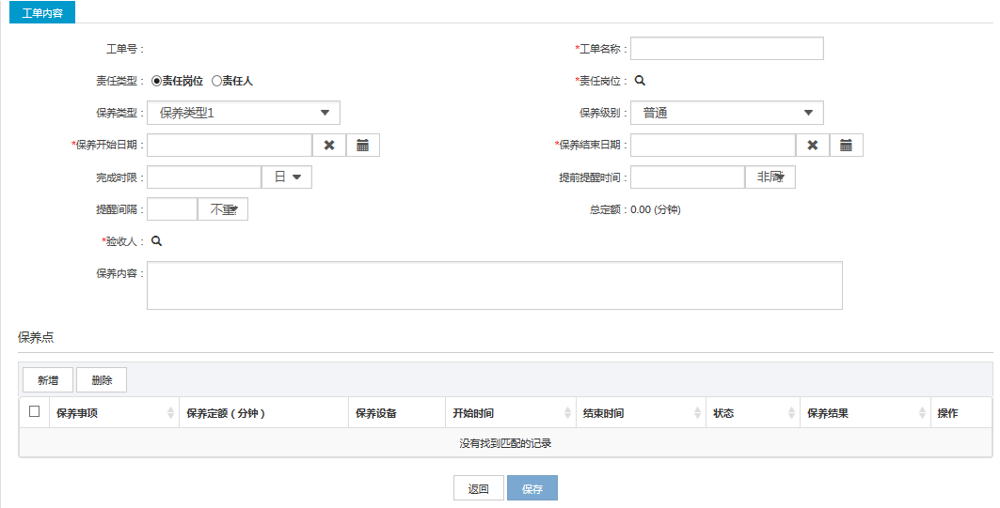 工单内容
工单号：
*工单名称：
责任类型： 责任岗位 责任人
*责任岗位：
保养类型： 保养类型1
保养级别： 普通
*保养开始日期：
*保养结束日期：
完成时限： 日
提前提醒时间： 非周
提醒间隔： 不重
总定额： 0.00 (分钟)
*验收人：
保养内容：
保养点
新增 删除
保养事项 保养定额（分钟） 保养设备 开始时间 结束时间 状态 保养结果 操作
没有找到匹配的记录
返回 保存